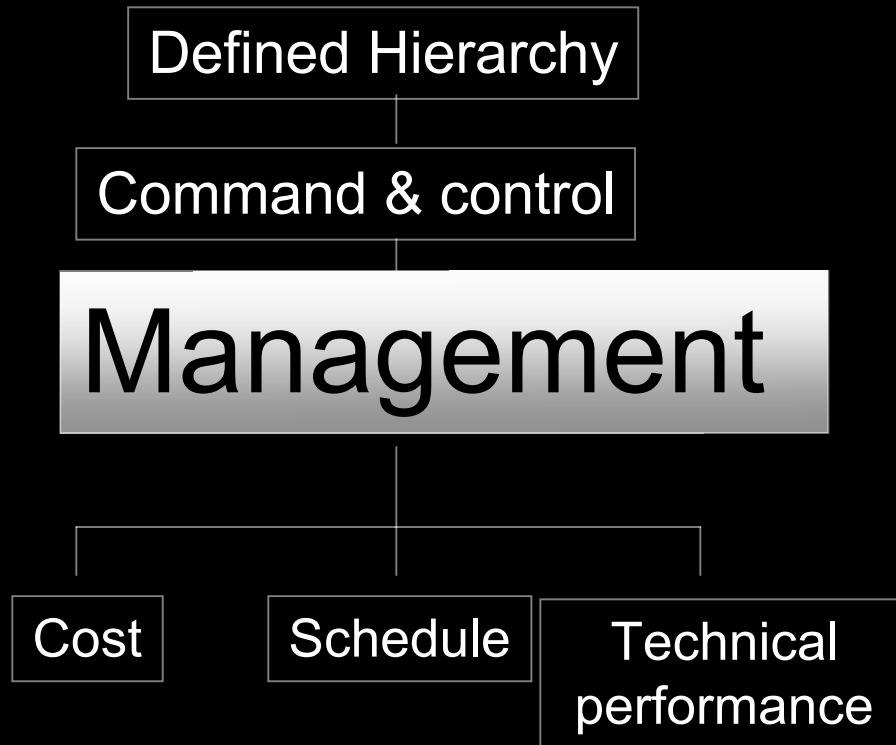 Defined Hierarchy
Command & control
Management
Cost
Schedule
Technical
performance